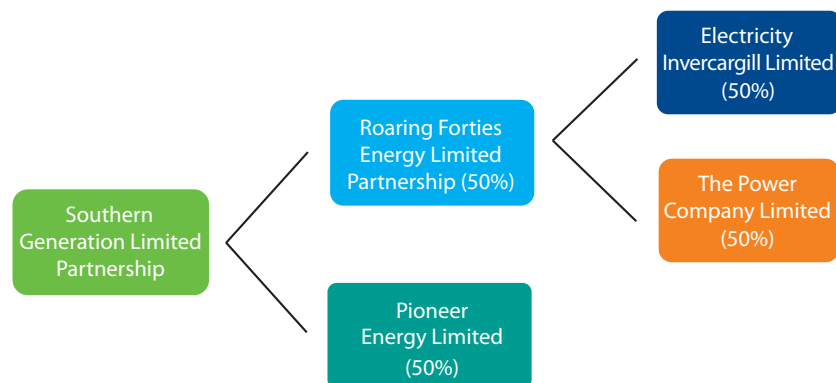 Southern
Generation Limited
Partnership
Roaring Forties
Energy Limited
Partnership (50%)
Pioneer
Energy Limited
(50%)
Electricity
Invercargill Limited
(50%)
The Power
Company Limited
(50%)